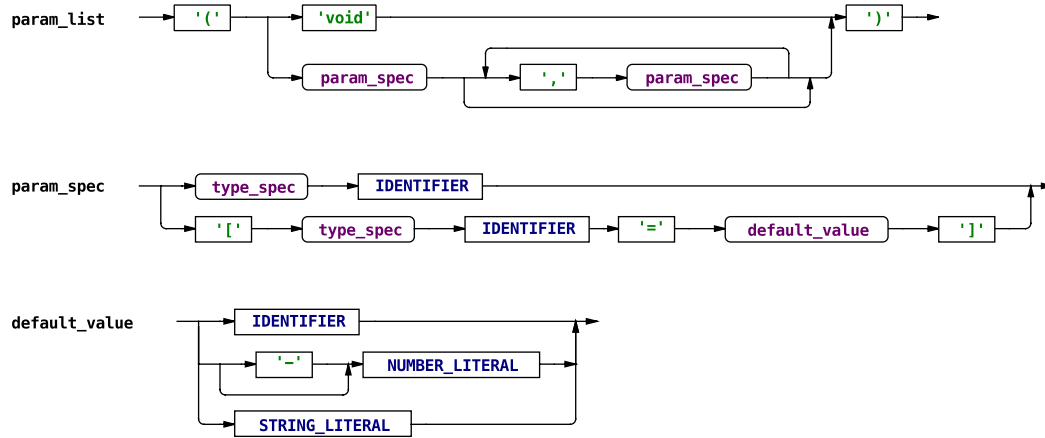 param_list '(' 'void' ')'
param_spec ',' param_spec
param_spec type_spec IDENTIFIER
'[' type_spec IDENTIFIER '=' default_value ']'
default_value IDENTIFIER
'−' NUMBER_LITERAL
STRING_LITERAL